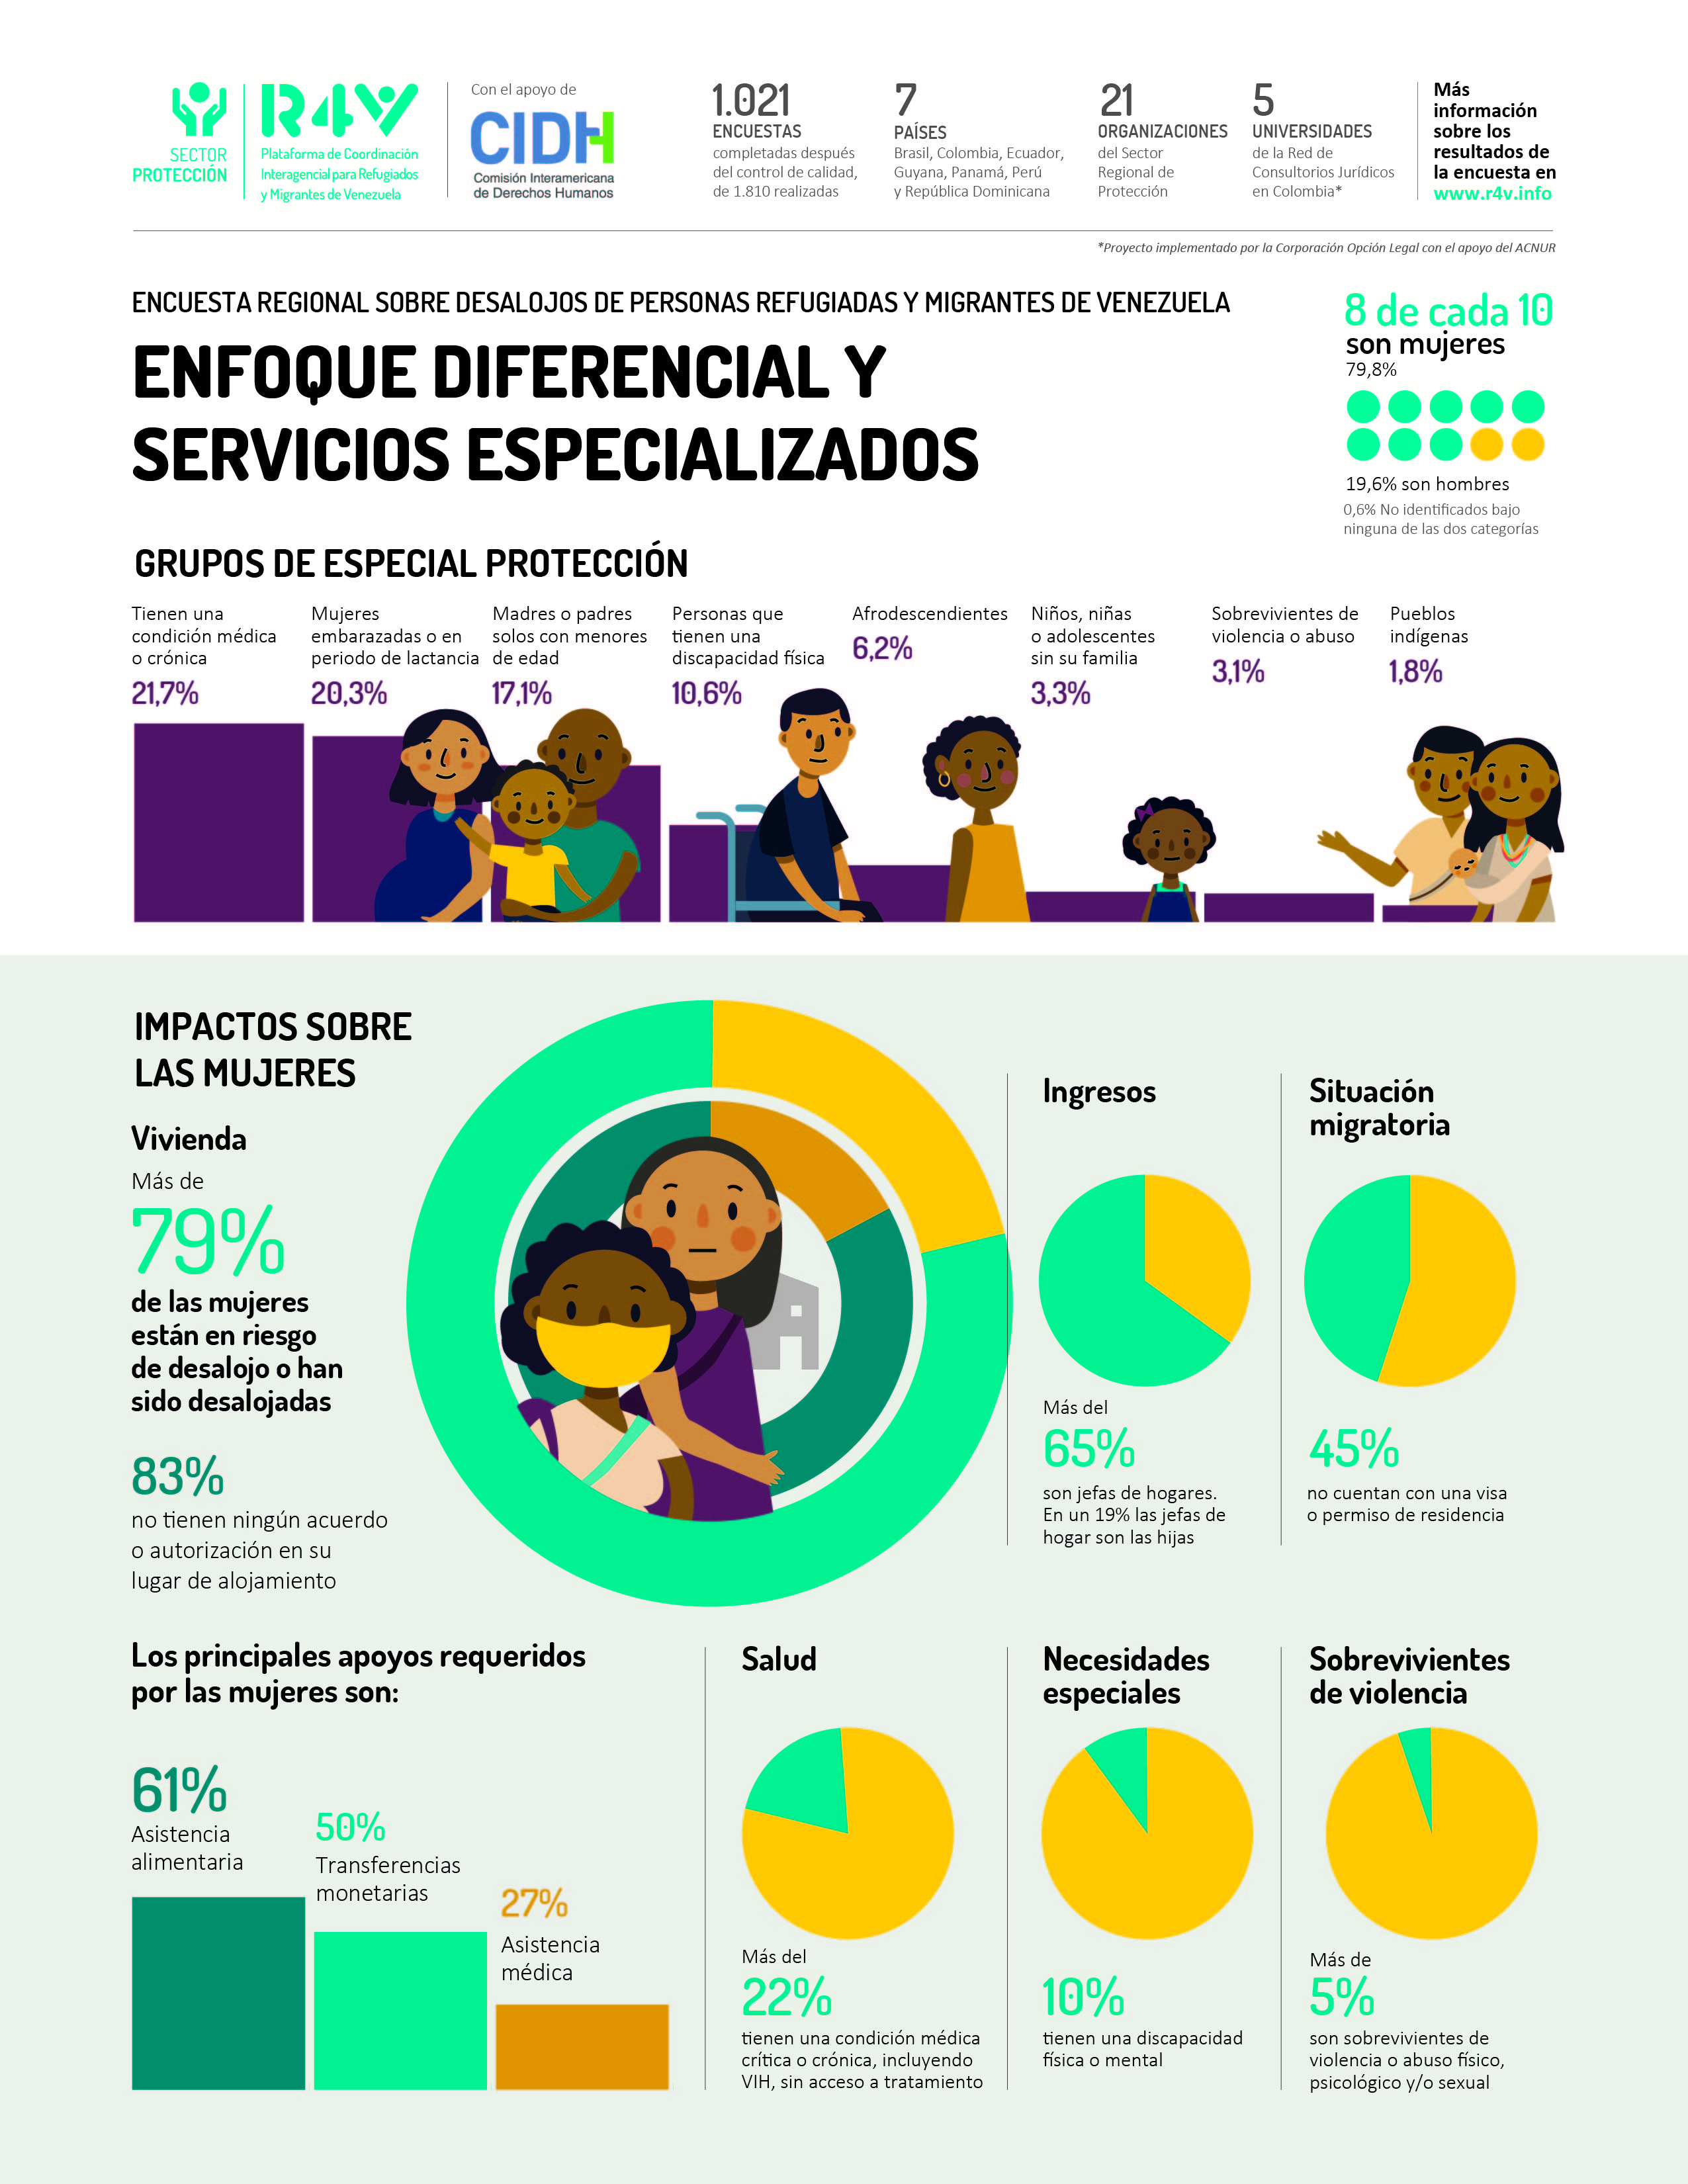 SECTOR
PROTECCIÓN
R4V
Plataforma de Coordinación
Interagencial para Refugiados
y Migrantes de Venezuela
Con el apoyo de
CIDH
Comisión Interamericana
de Derechos Humanos
1.021
ENCUESTAS
completadas después
del control de calidad,
de 1.810 realizadas
7
PAÍSES
Brasil, Colombia, Ecuador,
Guyana, Panamá, Perú
y República Dominicana
21
ORGANIZACIONES
del Sector
Regional de
Protección
5
UNIVERSIDADES
de la Red de
Consultorios Jurídicos
en Colombia*
Más
información
sobre los
resultados de
la encuesta en
www.r4v.info
*Proyecto implementado por la Corporación Opción Legal con el apoyo del ACNUR
ENCUESTA REGIONAL SOBRE DESALOJOS DE PERSONAS REFUGIADAS Y MIGRANTES DE VENEZUELA
ENFOQUE DIFERENCIAL Y
SERVICIOS ESPECIALIZADOS
8 de cada 10
son mujeres
79,8%
19,6% son hombres
0,6% No identificados bajo
ninguna de las dos categorías
GRUPOS DE ESPECIAL PROTECCIÓN
Tienen una
condición médica
o crónica
21,7%
Mujeres
embarazadas o en
periodo de lactancia
20,3%
Madres o padres
solos con menores
de edad
17,1%
Personas que
tienen una
discapacidad física
10,6%
Afrodescendientes
6,2%
Niños, niñas
o adolescentes
sin su familia
3,3%
Sobrevivientes de
violencia o abuso
3,1%
Pueblos
indígenas
1,8%
IMPACTOS SOBRE
LAS MUJERES
Vivienda
Más de
79%
de las mujeres
están en riesgo
de desalojo o han
sido desalojadas
83%
no tienen ningún acuerdo
o autorización en su
lugar de alojamiento
Ingresos
Más del
65%
son jefas de hogares.
En un 19% las jefas de
hogar son las hijas
Situación
migratoria
45%
no cuentan con una visa
o permiso de residencia
Los principales apoyos requeridos
por las mujeres son:
61%
Asistencia
alimentaria
50%
Transferencias
monetarias
27%
Asistencia
médica
Salud
Más del
22%
tienen una condición médica
crítica o crónica, incluyendo
VIH, sin acceso a tratamiento
Necesidades
especiales
10%
tienen una discapacidad
física o mental
Sobrevivientes
de violencia
Más de
5%
son sobrevivientes de
violencia o abuso físico,
psicológico y/o sexual